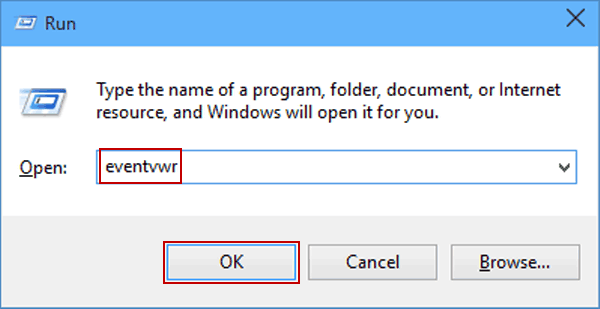 Run
Type the name of a program, folder, document, or Internet
resource, and Windows will open it for you.
Open: eventvwr
OK Cancel Browse...